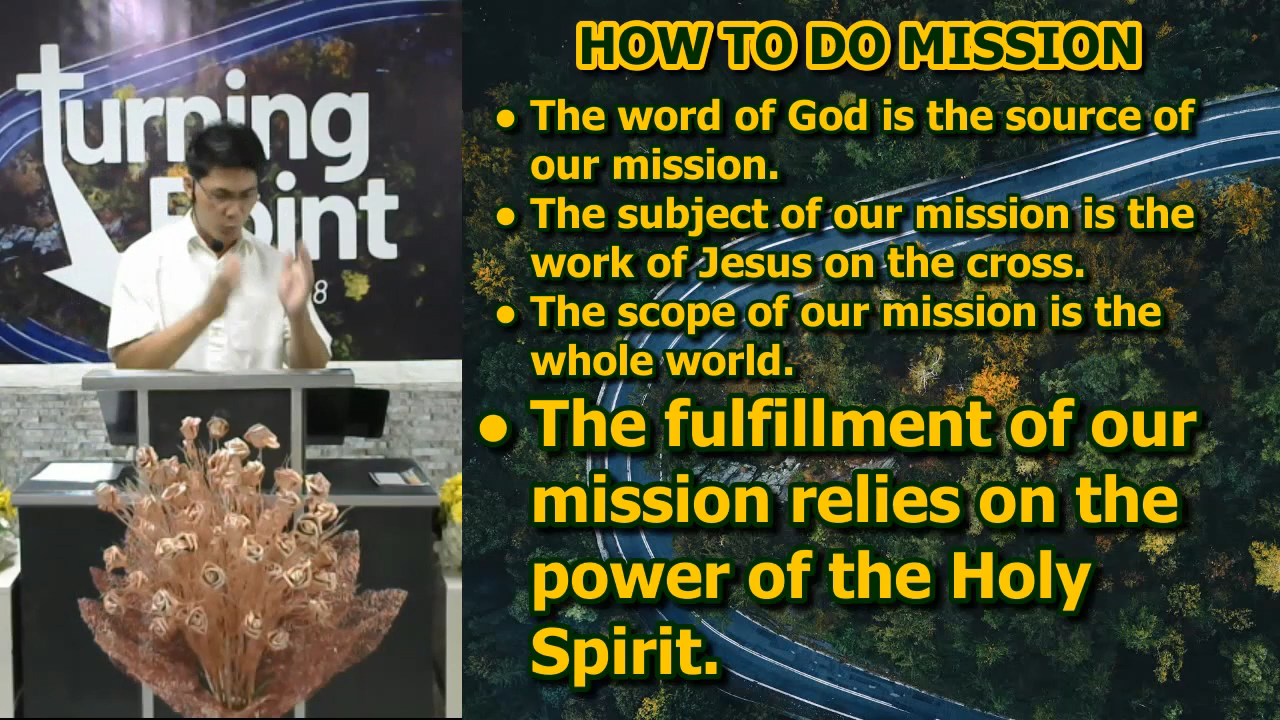 turning
Point
8
HOW TO DO MISSION
• The word of God is the source of
our mission.
• The subject of our mission is the
work of Jesus on the cross.
• The scope of our mission is the
whole world.
• The fulfillment of our
mission relies on the
power of the Holy
Spirit.